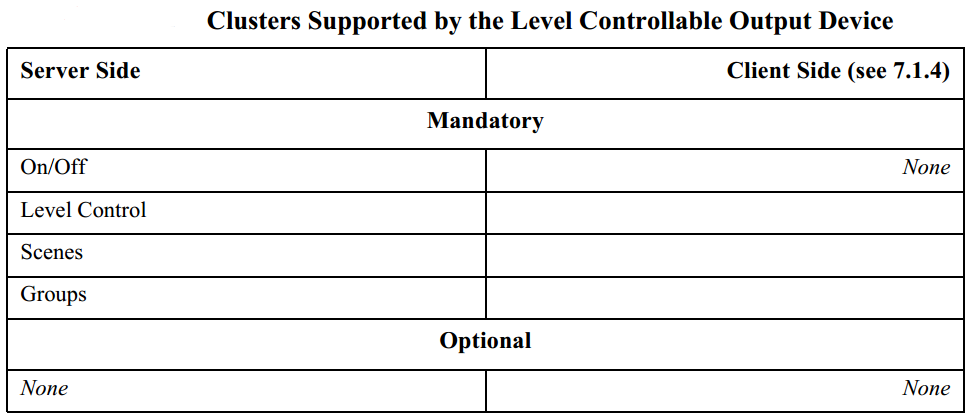 Clusters Supported by the Level Controllable Output Device
Server Side Client Side (see 7.1.4)
Mandatory
On/Off None
Level Control
Scenes
Groups
Optional
None None